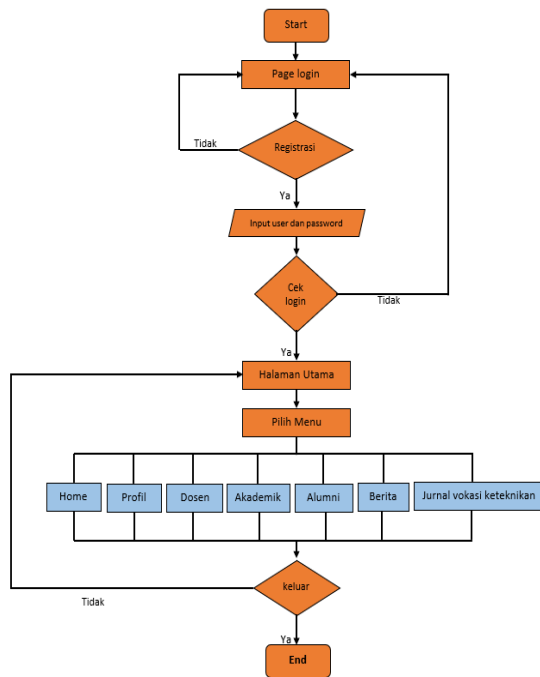 Start
Page login
Registrasi
Tidak
Ya
Input user dan password
Cek
login
Tidak
Ya
Halaman Utama
Pilih Menu
Home
Profil
Dosen
Akademik
Alumni
Berita
Jurnal vokasi keteknikan
keluar
Tidak
Ya
End